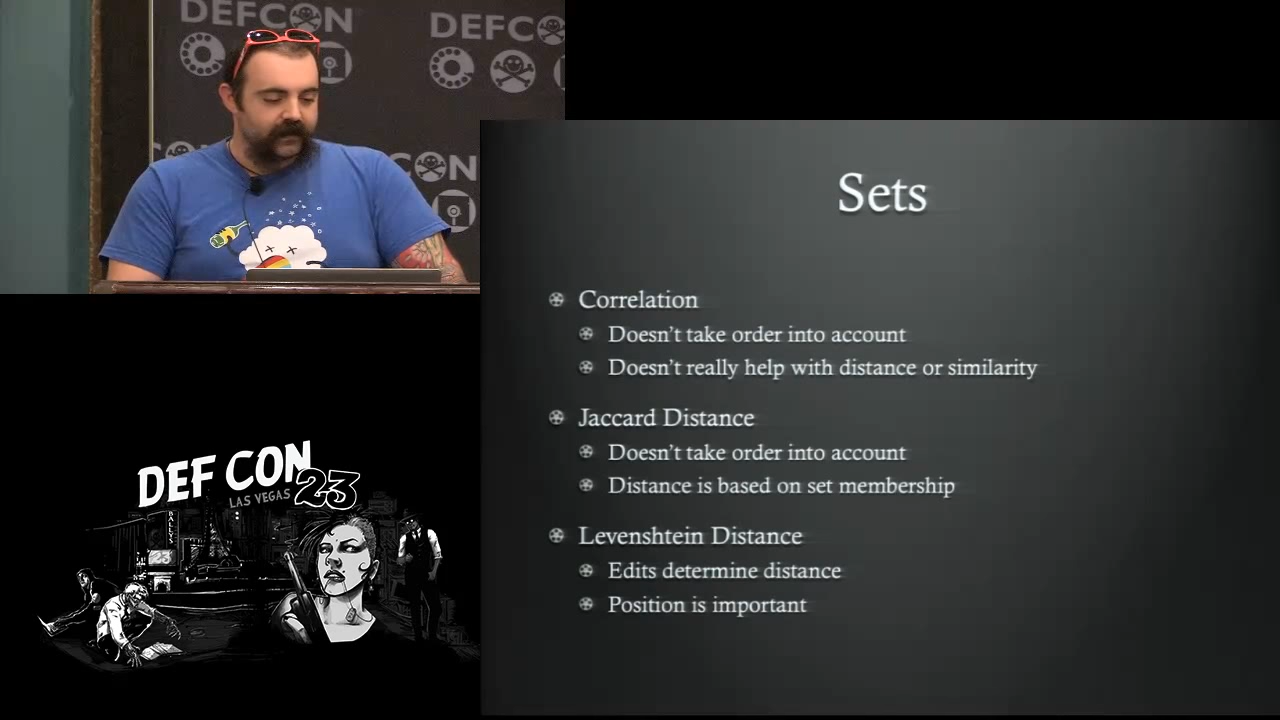 DEFCON
DEFCON
CON
Sets
Correlation
Doesn't take order into account
Doesn't really help with distance or similarity
Jaccard Distance
Doesn't take order into account
Distance is based on set membership
Levenshtein Distance
Edits determine distance
Position is important
DEF CON 23
LAS VEGAS
BALLYS
23